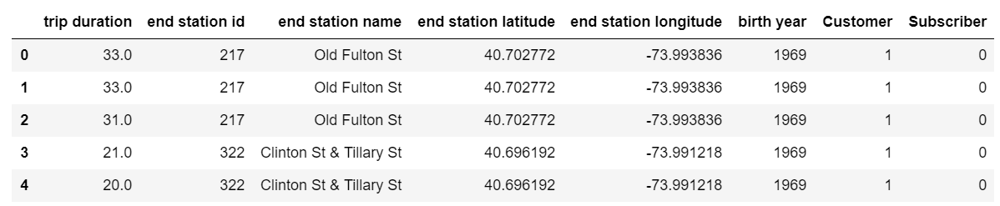 trip duration end station id end station name end station latitude end station longitude birth year Customer Subscriber
0 33.0 217 Old Fulton St 40.702772 -73.993836 1969 1 0
1 33.0 217 Old Fulton St 40.702772 -73.993836 1969 1 0
2 31.0 217 Old Fulton St 40.702772 -73.993836 1969 1 0
3 21.0 322 Clinton St & Tillary St 40.696192 -73.991218 1969 1 0
4 20.0 322 Clinton St & Tillary St 40.696192 -73.991218 1969 1 0